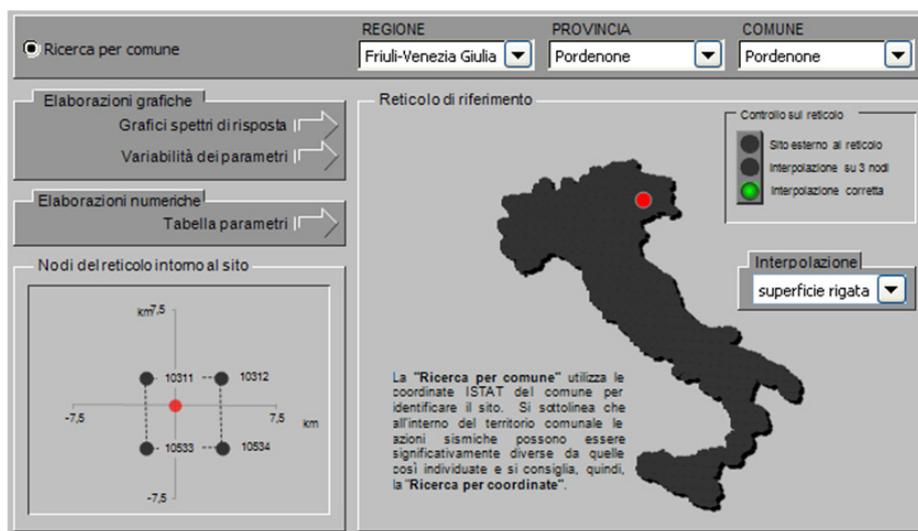 REGIONE
PROVINCIA
COMUNE
Ricerca per comune
Friuli-Venezia Giulia
Pordenone
Pordenone
Elaborazioni grafiche
Grafici spettri di risposta
Variabilità dei parametri
Elaborazioni numeriche
Tabella parametri
Nodi del reticolo intorno al sito
km
7,5
10311
10312
-7,5
7,5
km
10533
10534
-7,5
Reticolo di riferimento
Controllo sul reticolo
Sito esterno al reticolo
Interpolazione su 3 nodi
Interpolazione corretta
Interpolazione
superficie rigata
La "Ricerca per comune" utilizza le
coordinate ISTAT del comune per
identificare il sito. Si sottolinea che
all'interno del territorio comunale le
azioni sismiche possono essere
significativamente diverse da quelle
così individuate e si consiglia, quindi,
la "Ricerca per coordinate".